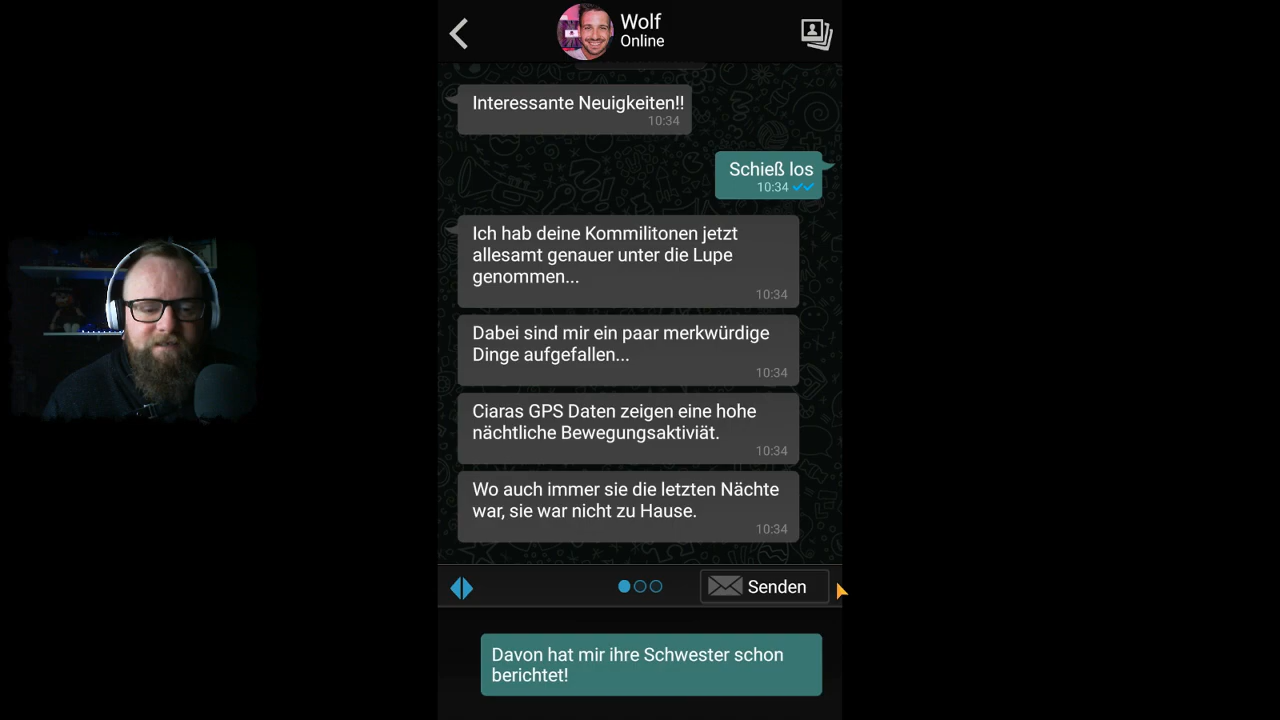 Wolf
Online
Interessante Neuigkeiten!!
10:34
Schieß los
10:34
Ich hab deine Kommilitonen jetzt
allesamt genauer unter die Lupe
genommen...
10:34
Dabei sind mir ein paar merkwürdige
Dinge aufgefallen...
10:34
Ciaras GPS Daten zeigen eine hohe
nächtliche Bewegungsaktiviät.
10:34
Wo auch immer sie die letzten Nächte
war, sie war nicht zu Hause.
10:34
Senden
Davon hat mir ihre Schwester schon
berichtet!